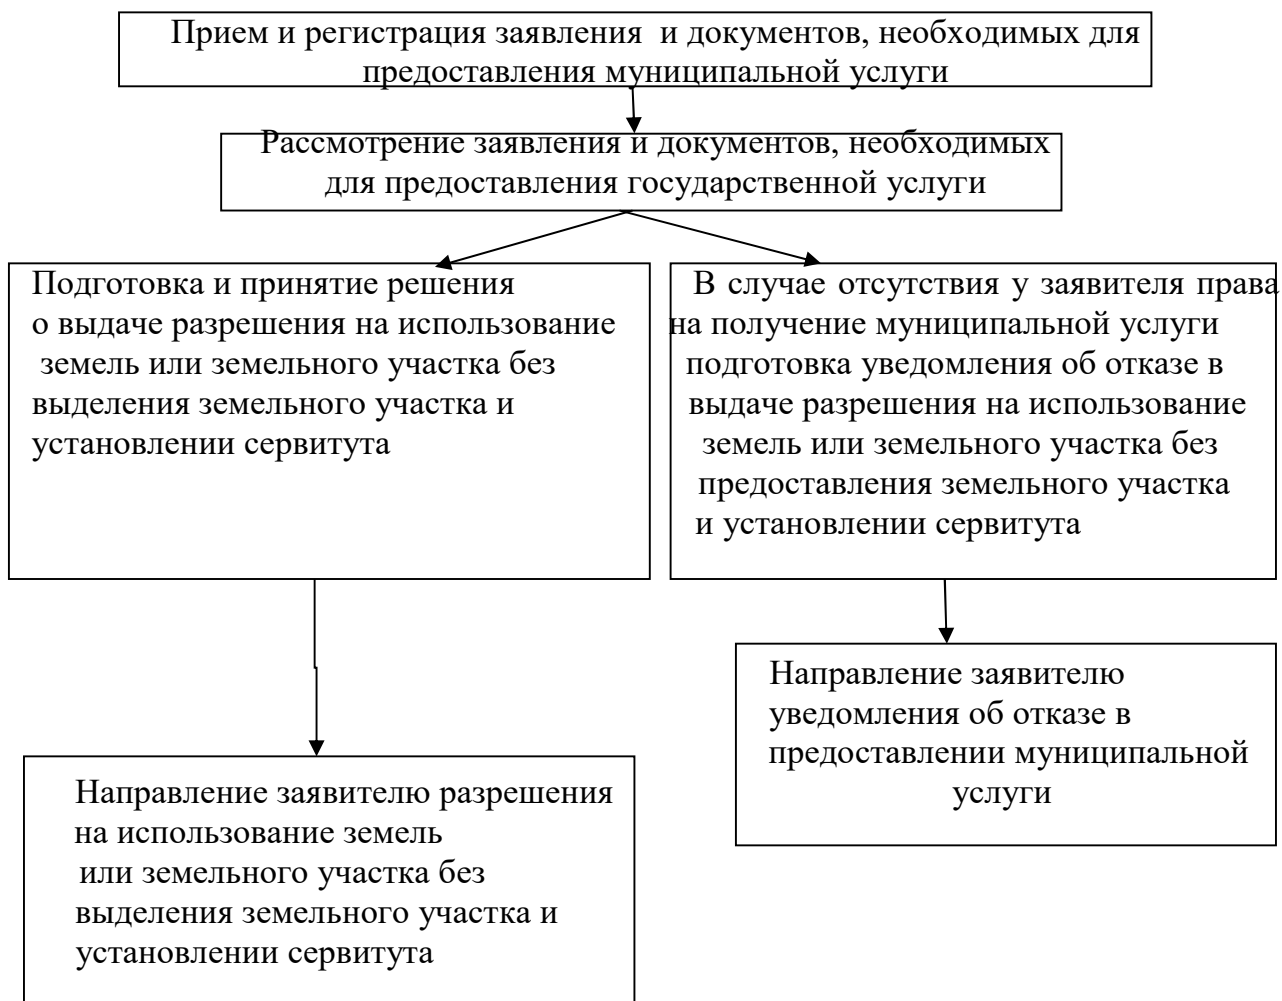 Прием и регистрация заявления и документов, необходимых для
предоставления муниципальной услуги
Рассмотрение заявления и документов, необходимых
для предоставления государственной услуги
Подготовка и принятие решения
о выдаче разрешения на использование
земель или земельного участка без
выделения земельного участка и
установлении сервитута
В случае отсутствия у заявителя права
на получение муниципальной услуги
подготовка уведомления об отказе в
выдаче разрешения на использование
земель или земельного участка без
предоставления земельного участка
и установлении сервитута
Направление заявителю
уведомления об отказе в
предоставлении муниципальной
услуги
Направление заявителю разрешения
на использование земель
или земельного участка без
выделения земельного участка и
установлении сервитута